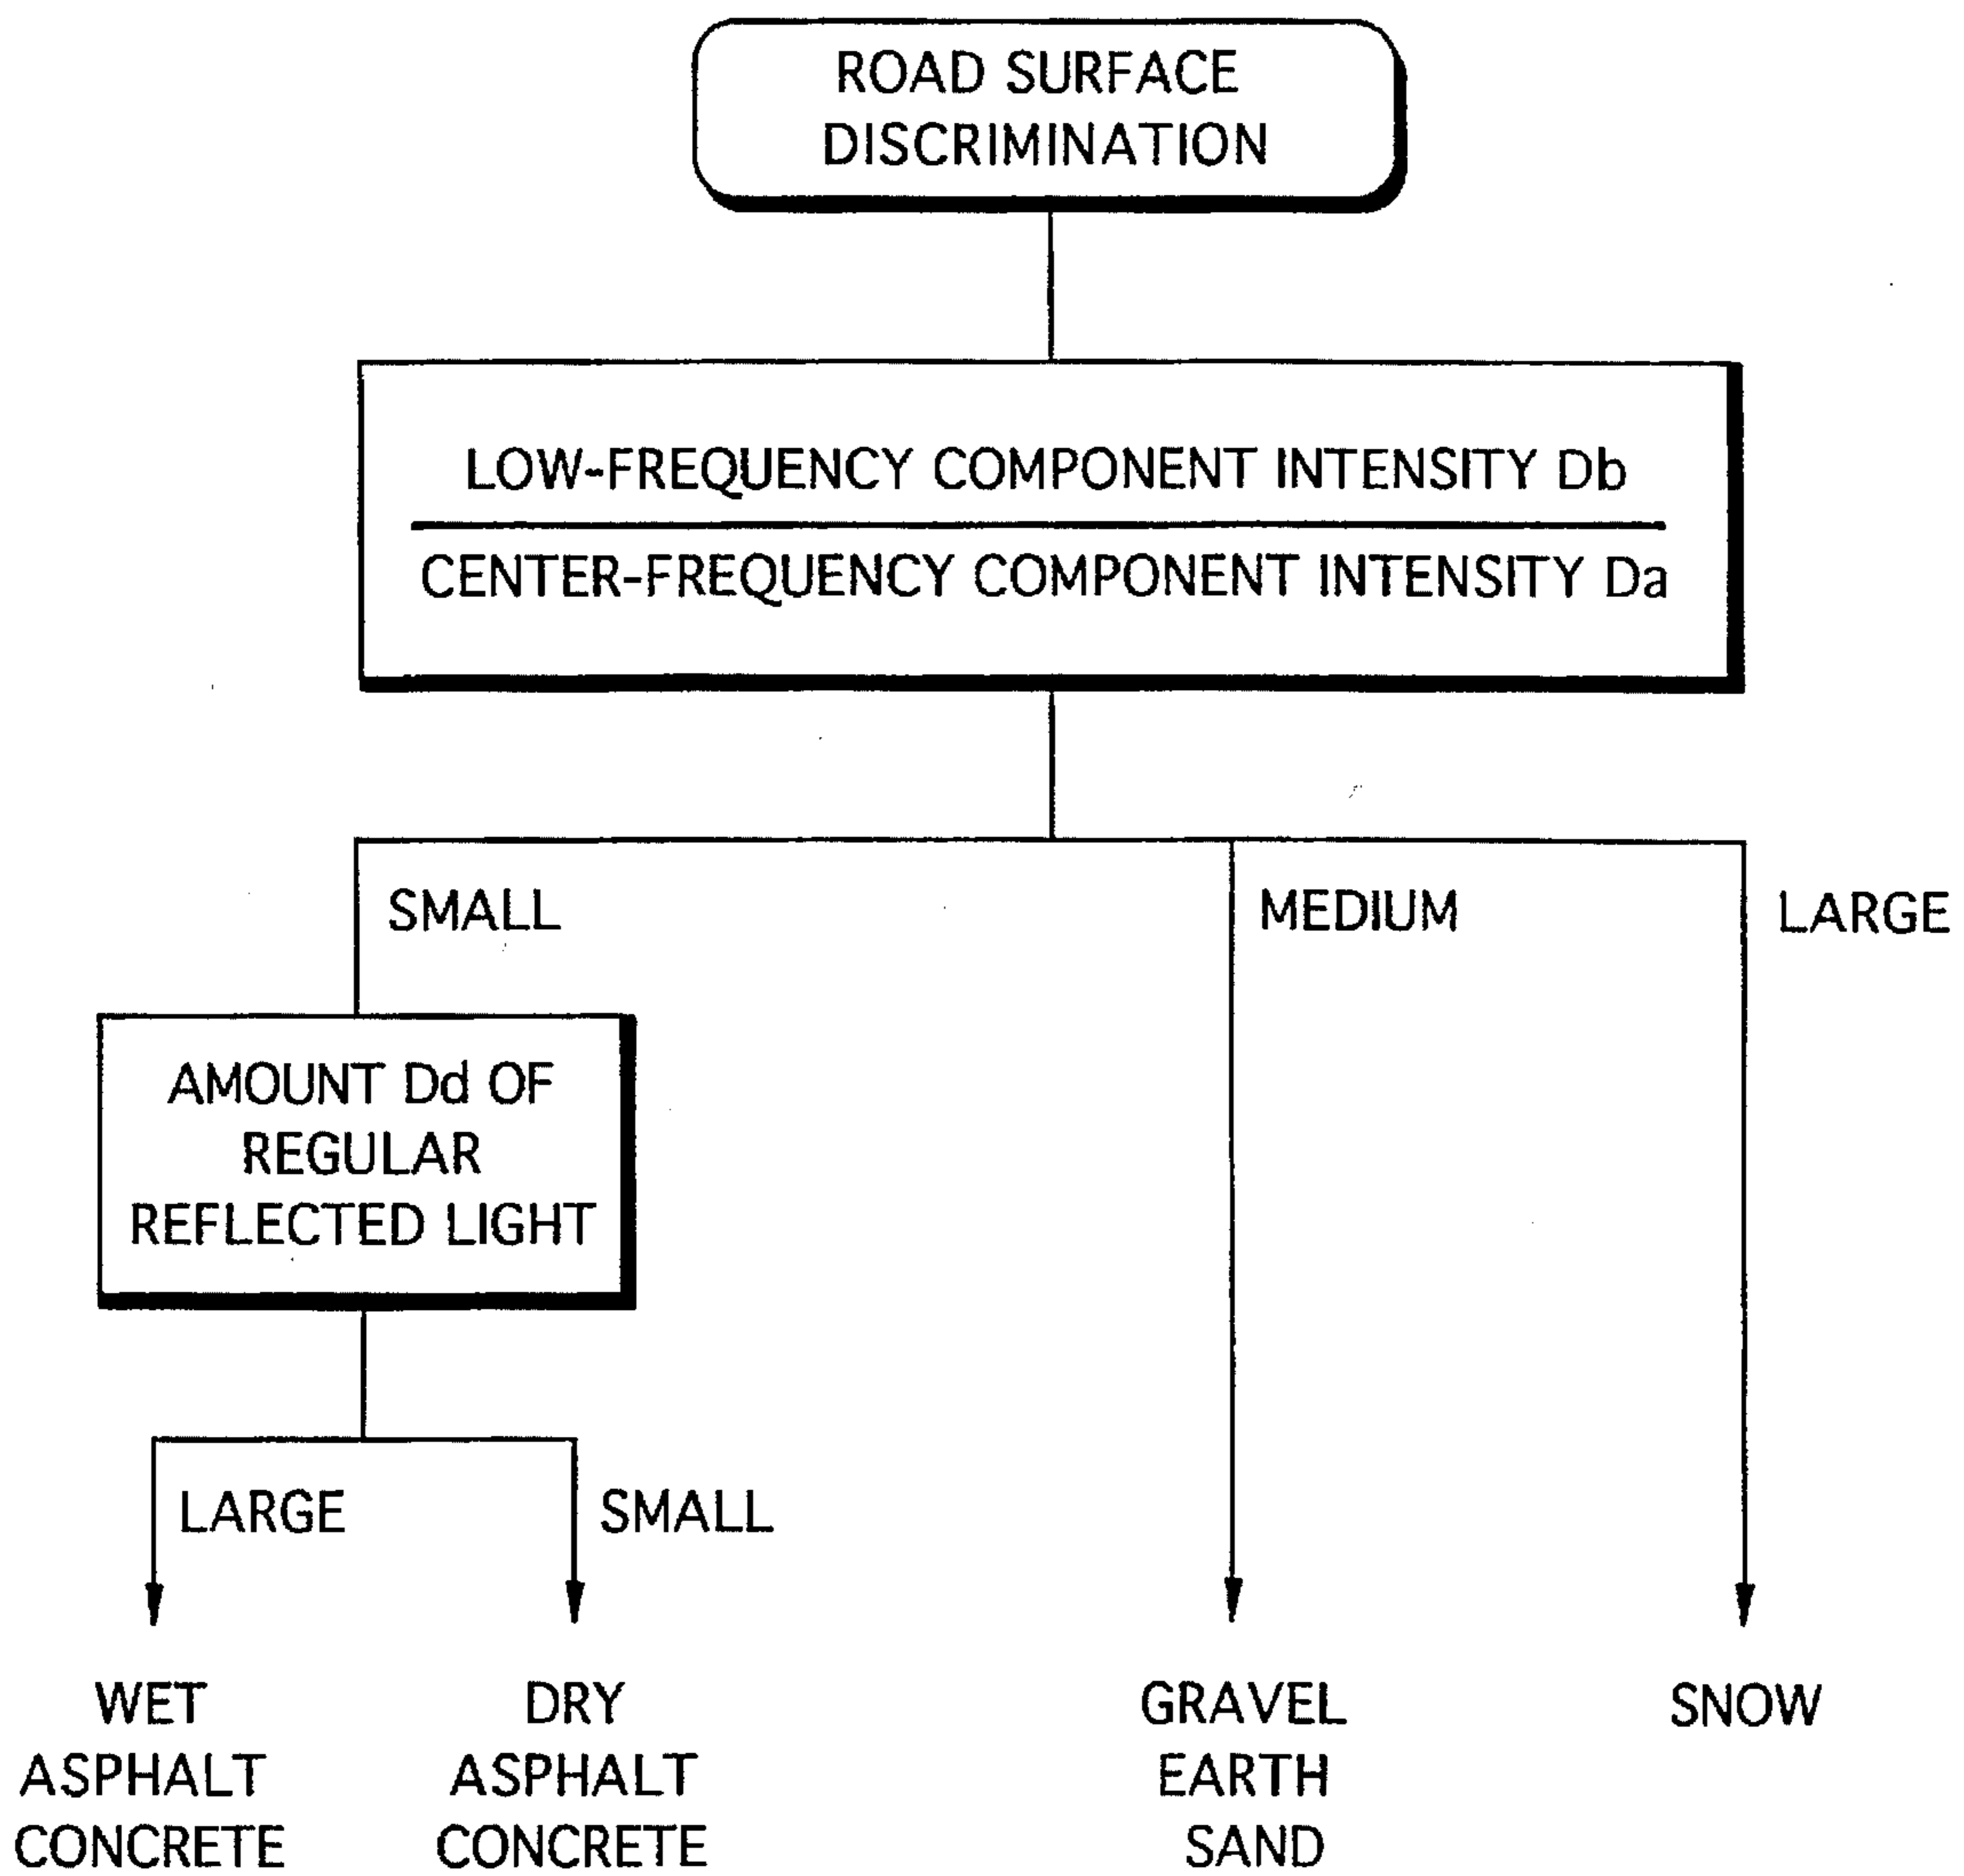 ROAD SURFACE
DISCRIMINATION
LOW-FREQUENCY COMPONENT INTENSITY Db
CENTER-FREQUENCY COMPONENT INTENSITY Da
SMALL
MEDIUM
LARGE
AMOUNT Dd OF
REGULAR
REFLECTED LIGHT
LARGE
SMALL
WET
ASPHALT
CONCRETE
DRY
ASPHALT
CONCRETE
GRAVEL
EARTH
SAND
SNOW